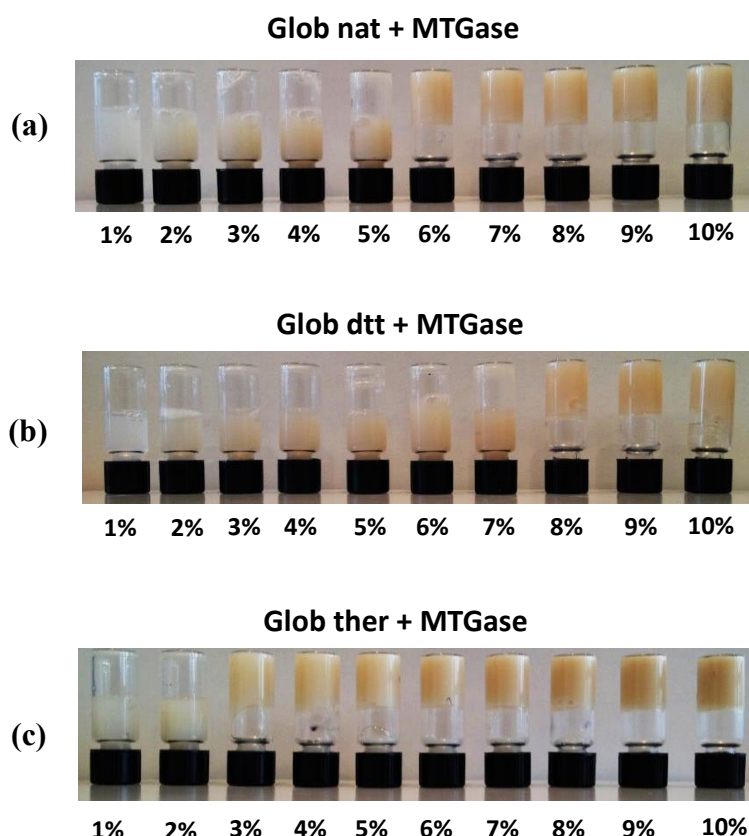 Glob nat + MTGase
(a)
1% 2% 3% 4% 5% 6% 7% 8% 9% 10%
Glob dtt + MTGase
(b)
1% 2% 3% 4% 5% 6% 7% 8% 9% 10%
Glob ther + MTGase
(c)
1% 2% 3% 4% 5% 6% 7% 8% 9% 10%